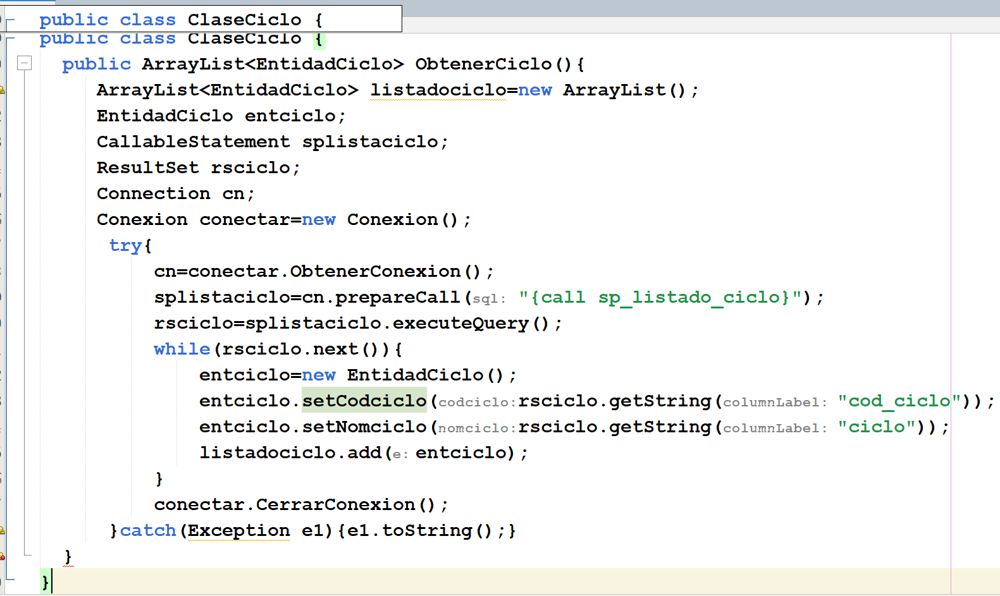 public class ClaseCiclo {
public class ClaseCiclo {
public ArrayList<EntidadCiclo> ObtenerCiclo(){
ArrayList<EntidadCiclo> listadociclo=new ArrayList();
EntidadCiclo entciclo;
CallableStatement splistaciclo;
ResultSet rsciclo;
Connection cn;
Conexion conectar=new Conexion();
try{
cn=conectar.ObtenerConexion();
splistaciclo=cn.prepareCall(sql: "{call sp_listado_ciclo}");
rsciclo=splistaciclo.executeQuery();
while(rsciclo.next()){
entciclo=new EntidadCiclo();
entciclo.setCodciclo(codciclo:rsciclo.getString(columnLabel: "cod_ciclo"));
entciclo.setNomciclo(nomciclo:rsciclo.getString(columnLabel: "ciclo"));
listadociclo.add(e: entciclo);
}
conectar.CerrarConexion();
}catch(Exception e1){e1.toString();}
}
}